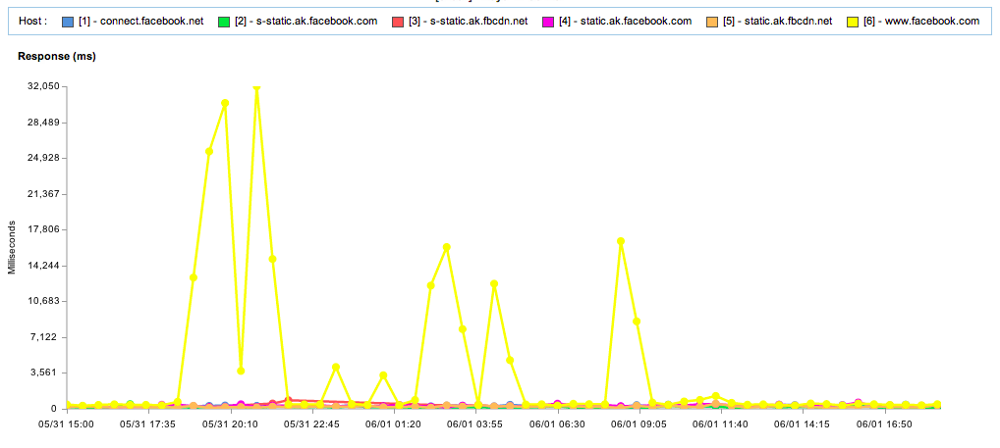 Host : [1] - connect.facebook.net [2] - s-static.ak.facebook.com [3] - s-static.ak.fbcdn.net [4] - static.ak.facebook.com [5] - static.ak.fbcdn.net [6] - www.facebook.com
Response (ms)
32,050
28,489
24,928
21,367
17,806
14,244
10,683
7,122
3,561
0
Milliseconds
05/31 15:00 05/31 17:35 05/31 20:10 05/31 22:45 06/01 01:20 06/01 03:55 06/01 06:30 06/01 09:05 06/01 11:40 06/01 14:15 06/01 16:50